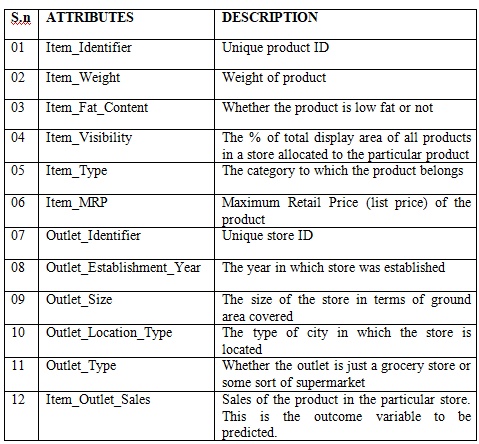 S.n ATTRIBUTES DESCRIPTION
01 Item_Identifier Unique product ID
02 Item_Weight Weight of product
03 Item_Fat_Content Whether the product is low fat or not
04 Item_Visibility The % of total display area of all products
in a store allocated to the particular product
05 Item_Type The category to which the product belongs
06 Item_MRP Maximum Retail Price (list price) of the
product
07 Outlet_Identifier Unique store ID
08 Outlet_Establishment_Year The year in which store was established
09 Outlet_Size The size of the store in terms of ground
area covered
10 Outlet_Location_Type The type of city in which the store is
located
11 Outlet_Type Whether the outlet is just a grocery store or
some sort of supermarket
12 Item_Outlet_Sales Sales of the product in the particular store.
This is the outcome variable to be
predicted.